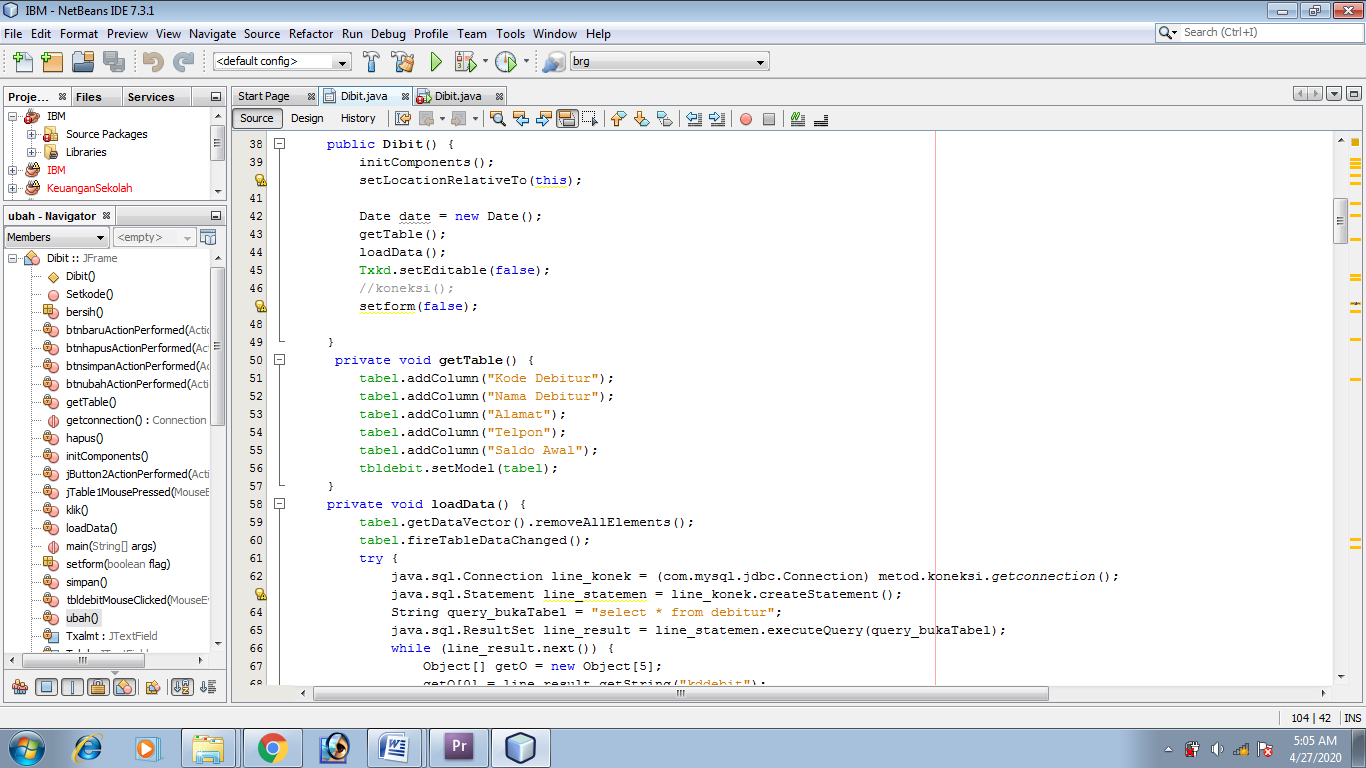 IBM - NetBeans IDE 7.3.1
File Edit Format Preview View Navigate Source Refactor Run Debug Profile Team Tools Window Help
Search (Ctrl+I)
<default config>
brg
Proje... Files Services
IBM
Source Packages
Libraries
IBM
KeuanganSekolah
ubah - Navigator
Members <empty>
Dibit :: JFrame
Dibit()
Setkode()
bersih()
btnbaruActionPerformed(Actic
btnhapusActionPerformed(Ac
btnsimpanActionPerformed(A
btnubahActionPerformed(Acti
getTable()
getconnection() : Connection
hapus()
initComponents()
jButton2ActionPerformed(Acti
jTable1MousePressed(MouseE
klik()
loadData()
main(String[] args)
setform(boolean flag)
simpan()
tbldebitMouseClicked(MouseEv
ubah()
Txalmt : JTextField
Start Page Dibit.java Dibit.java
Source Design History
38 public Dibit() {
39 initComponents();
setLocationRelativeTo(this);
41
42 Date date = new Date();
43 getTable();
44 loadData();
45 Txkd.setEditable(false);
46 //koneksi();
setform(false);
48
49 }
50 private void getTable() {
51 tabel.addColumn("Kode Debitur");
52 tabel.addColumn("Nama Debitur");
53 tabel.addColumn("Alamat");
54 tabel.addColumn("Telpon");
55 tabel.addColumn("Saldo Awal");
56 tbldebit.setModel(tabel);
57 }
58 private void loadData() {
59 tabel.getDataVector().removeAllElements();
60 tabel.fireTableDataChanged();
61 try {
62 java.sql.Connection line_konek = (com.mysql.jdbc.Connection) metod.koneksi.getconnection();
java.sql.Statement line_statemen = line_konek.createStatement();
64 String query_bukaTabel = "select * from debitur";
65 java.sql.ResultSet line_result = line_statemen.executeQuery(query_bukaTabel);
66 while (line_result.next()) {
67 Object[] getO = new Object[5];
68 getO[0] = line_result.getString("kddebit");
104 | 42 INS
Pr
5:05 AM
4/27/2020